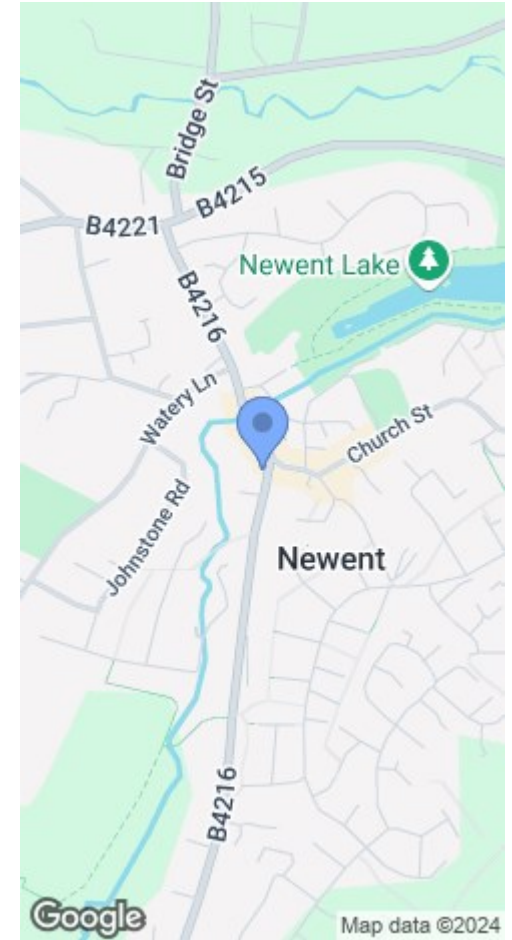 Bridge St
B4215
B4221
Newent Lake
B4216
Watery Ln
Church St
Johnstone Rd
Newent
B4216
Google
Map data ©2024